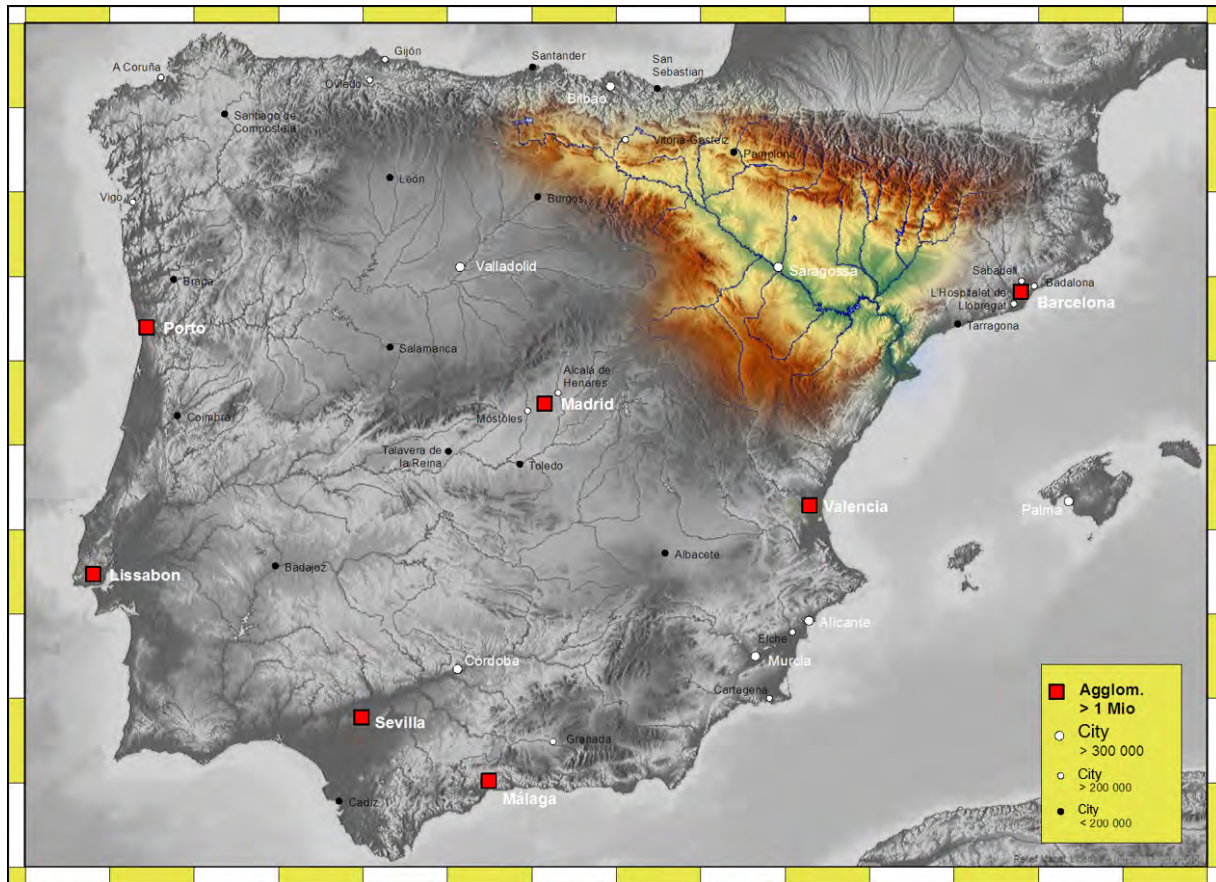 Gijón
Santander
A Coruña
San
Sebastian
Oviedo
Bilbao
Santiago de
Compostela
Vitoria-Gasteiz
Pamplona
León
Vigo
Burgos
Valladolid
Saragossa
Braga
Sabadell
Badalona
L'Hospitalet de
Llobregat
Barcelona
Porto
Tarragona
Salamanca
Alcalá de
Henares
Madrid
Móstoles
Coimbra
Talavera de
la Reina
Toledo
Valencia
Palma
Albacete
Badajoz
Lissabon
Alicante
Elche
Murcia
Córdoba
Cartagena
Sevilla
Granada
Málaga
Cadiz
Agglom.
> 1 Mio
City
> 300 000
City
> 200 000
City
< 200 000